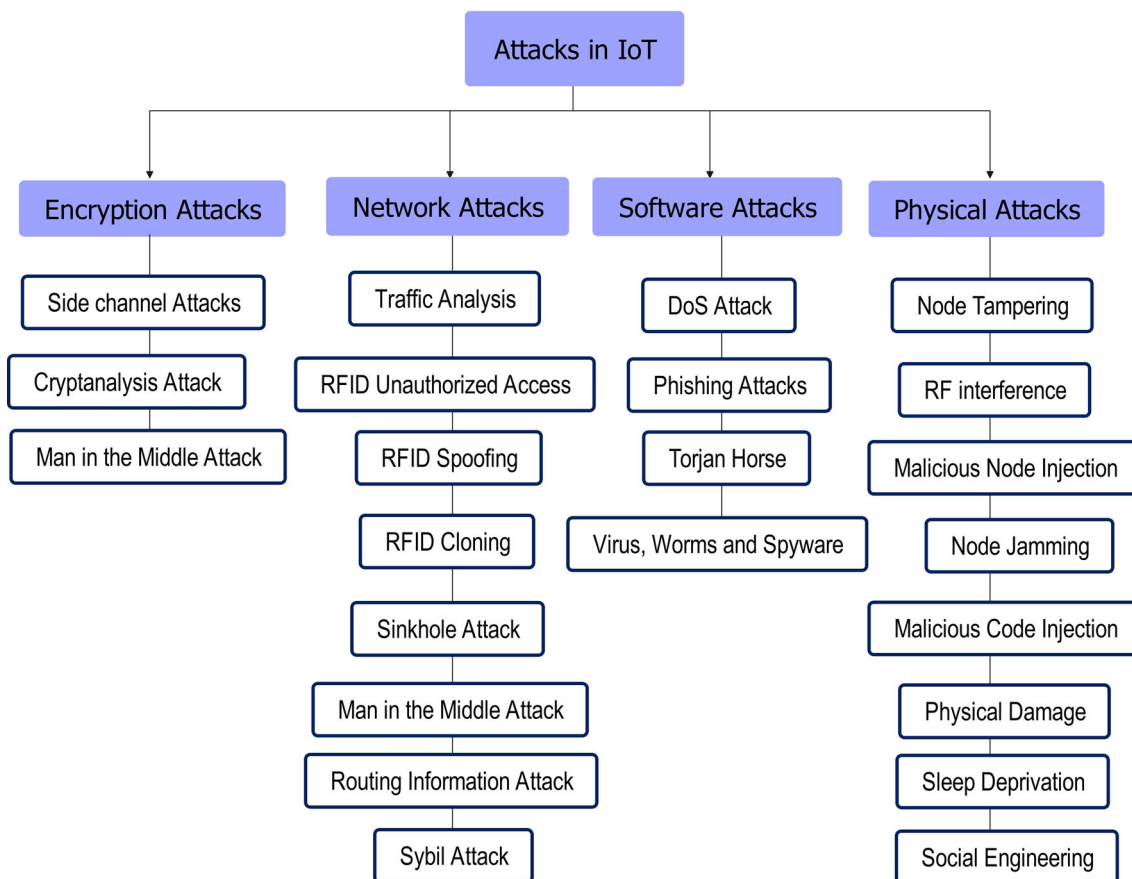 Attacks in IoT
Encryption Attacks
Network Attacks
Software Attacks
Physical Attacks
Side channel Attacks
Cryptanalysis Attack
Man in the Middle Attack
Traffic Analysis
RFID Unauthorized Access
RFID Spoofing
RFID Cloning
Sinkhole Attack
Man in the Middle Attack
Routing Information Attack
Sybil Attack
DoS Attack
Phishing Attacks
Torjan Horse
Virus, Worms and Spyware
Node Tampering
RF interference
Malicious Node Injection
Node Jamming
Malicious Code Injection
Physical Damage
Sleep Deprivation
Social Engineering